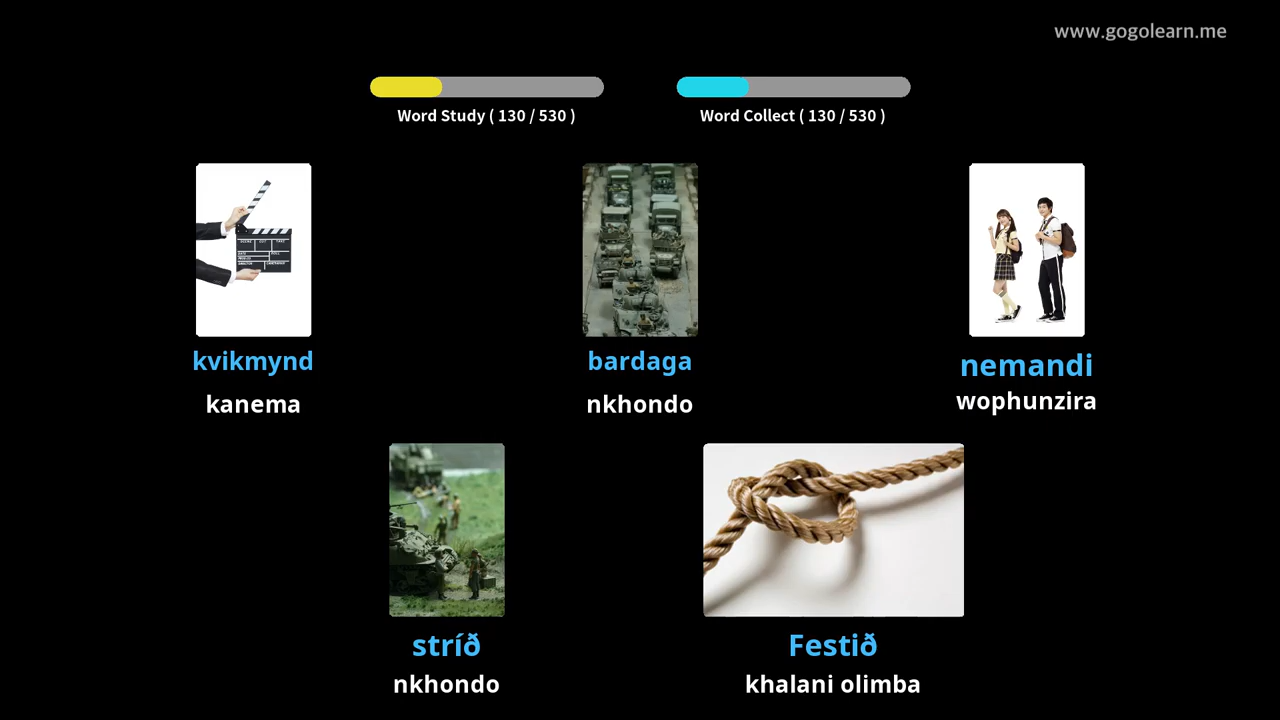 www.gogolearn.me
Word Study ( 130 / 530 )
Word Collect ( 130 / 530 )
kvikmynd
kanema
bardaga
nkhondo
nemandi
wophunzira
stríð
nkhondo
Festið
khalani olimba